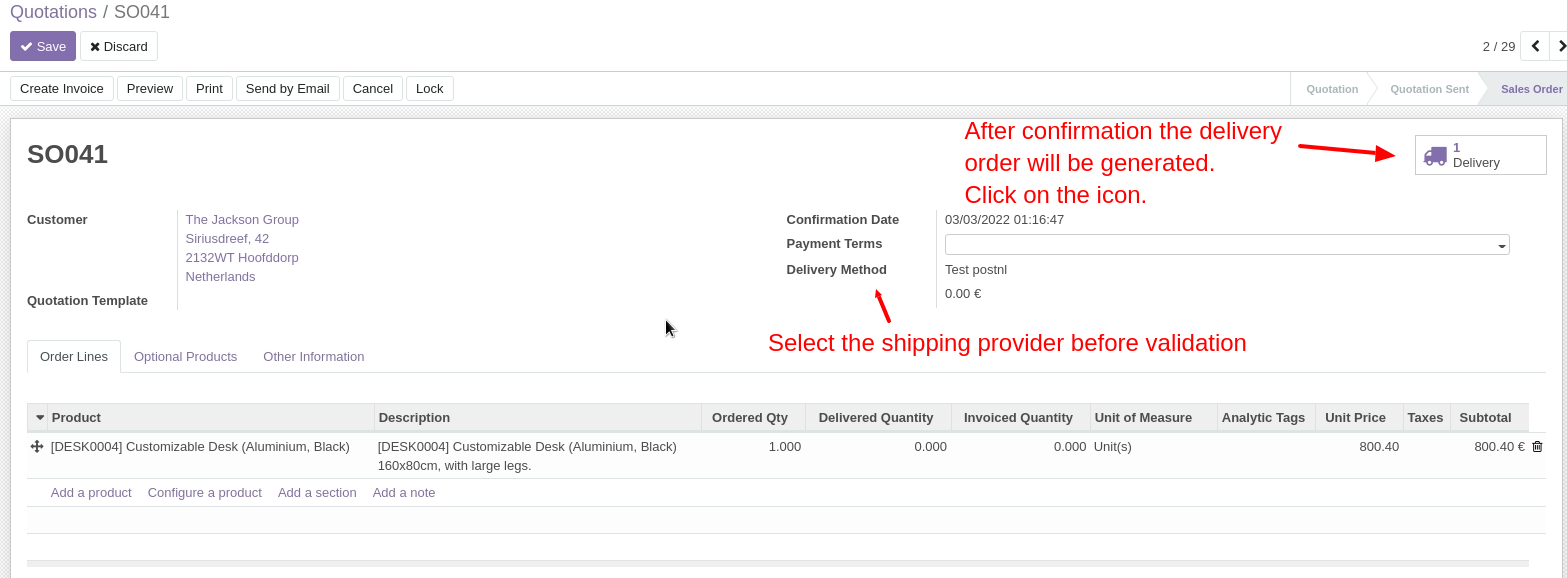 Quotations / SO041
Save Discard
2 / 29
Create Invoice Preview Print Send by Email Cancel Lock
Quotation Quotation Sent Sales Order
After confirmation the delivery
order will be generated.
Click on the icon.
1
Delivery
SO041
Customer
The Jackson Group
Siriusdreef, 42
2132WT Hoofddorp
Netherlands
Quotation Template
Confirmation Date 03/03/2022 01:16:47
Payment Terms
Delivery Method Test postnl
0.00 €
Select the shipping provider before validation
Order Lines Optional Products Other Information
Product Description Ordered Qty Delivered Quantity Invoiced Quantity Unit of Measure Analytic Tags Unit Price Taxes Subtotal
[DESK0004] Customizable Desk (Aluminium, Black) [DESK0004] Customizable Desk (Aluminium, Black) 1.000 0.000 0.000 Unit(s) 800.40 800.40 €
160x80cm, with large legs.
Add a product Configure a product Add a section Add a note